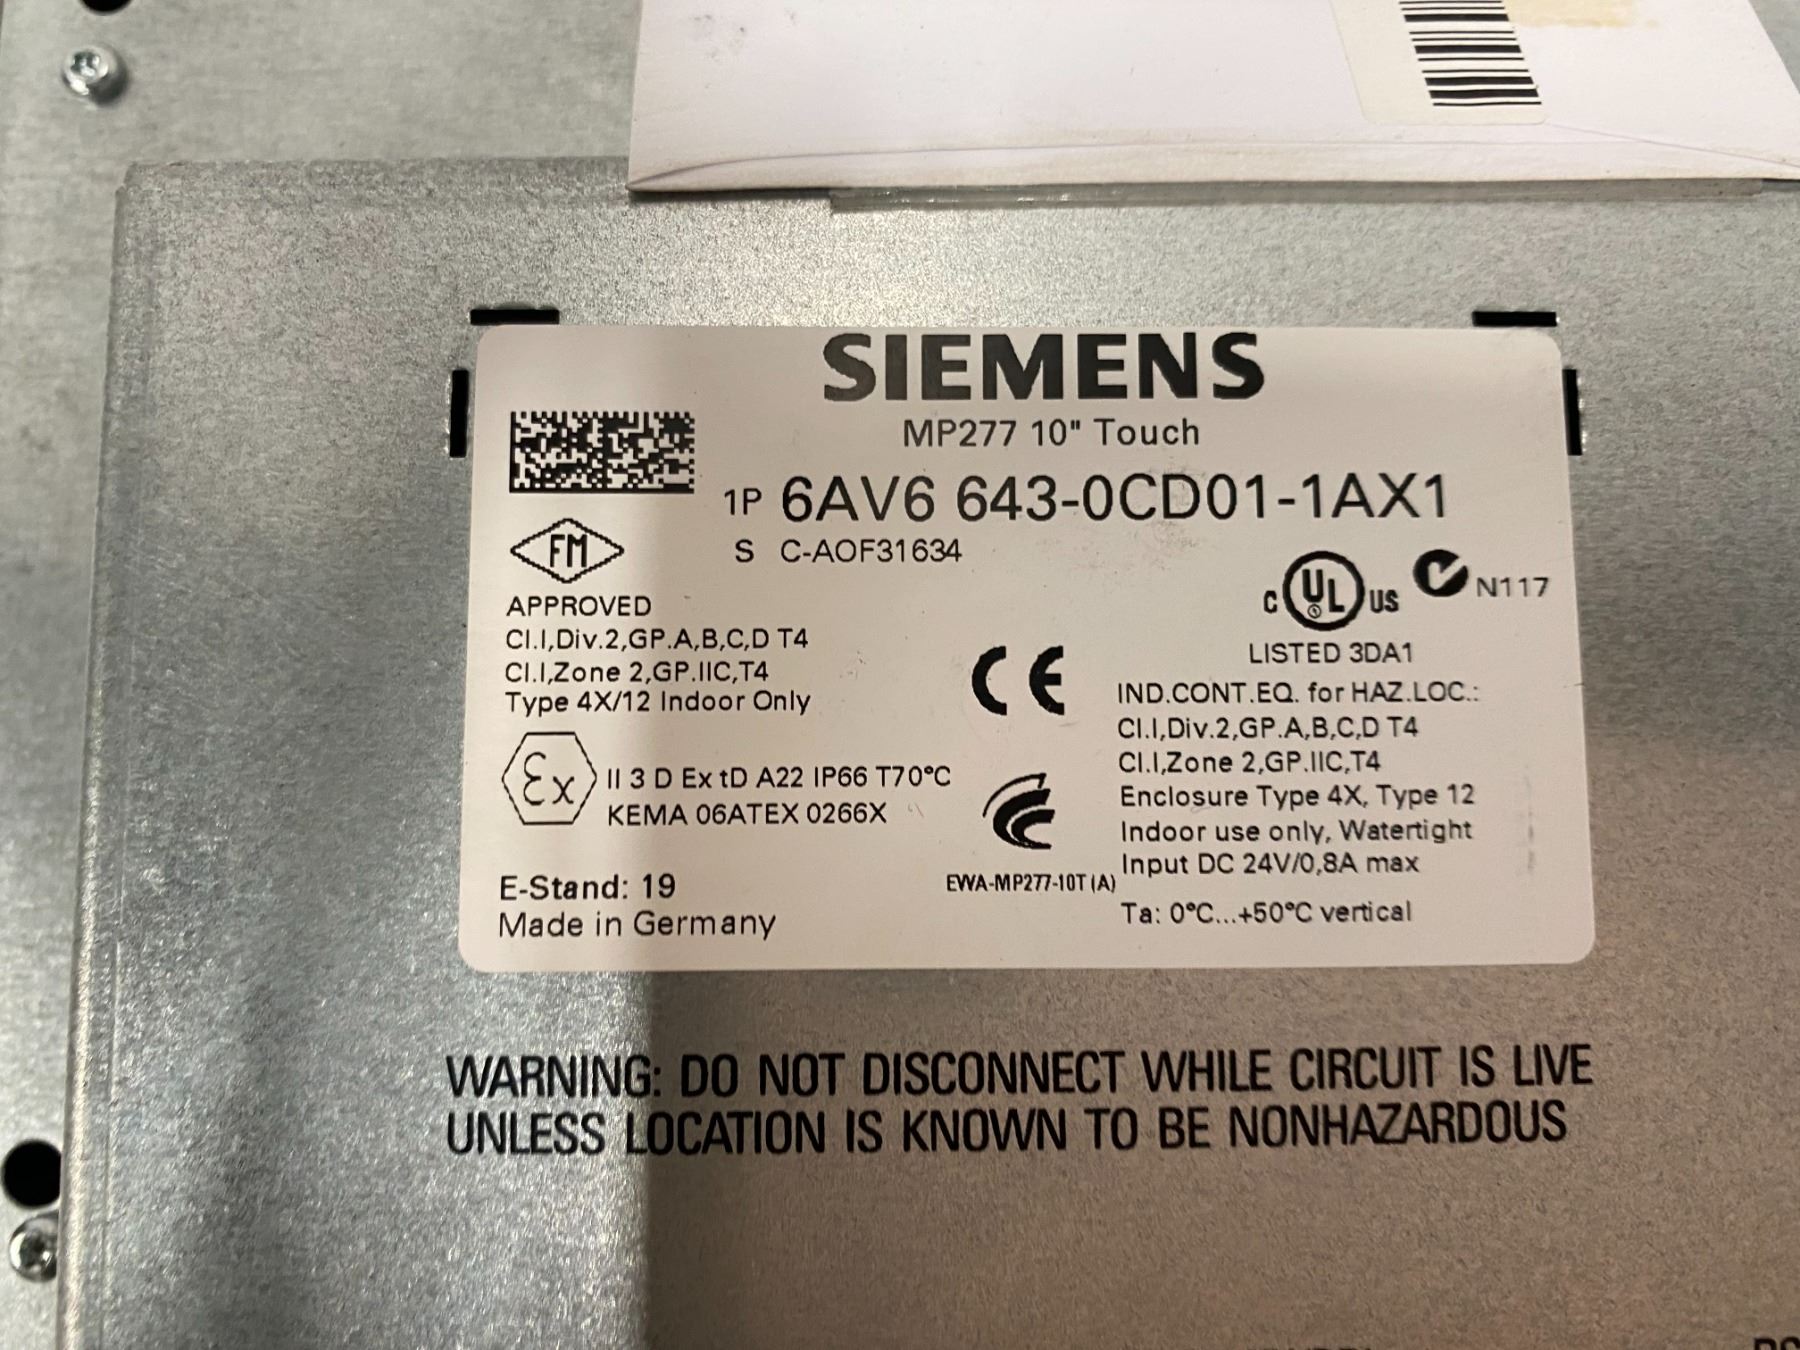 SIEMENS
MP277 10" Touch
1P 6AV6 643-0CD01-1AX1
S C-AOF31634
FM
APPROVED
Cl.I,Div.2,GP.A,B,C,D T4
Cl.I,Zone 2,GP.IIC,T4
Type 4X/12 Indoor Only
Ex II 3 D Ex tD A22 IP66 T70°C
KEMA 06ATEX 0266X
E-Stand: 19
Made in Germany
CE
EWA-MP277-10T(A)
C UL US N117
LISTED 3DA1
IND.CONT.EQ. for HAZ.LOC.:
Cl.I,Div.2,GP.A,B,C,D T4
Cl.I,Zone 2,GP.IIC,T4
Enclosure Type 4X, Type 12
Indoor use only, Watertight
Input DC 24V/0,8A max
Ta: 0°C...+50°C vertical
WARNING: DO NOT DISCONNECT WHILE CIRCUIT IS LIVE
UNLESS LOCATION IS KNOWN TO BE NONHAZARDOUS